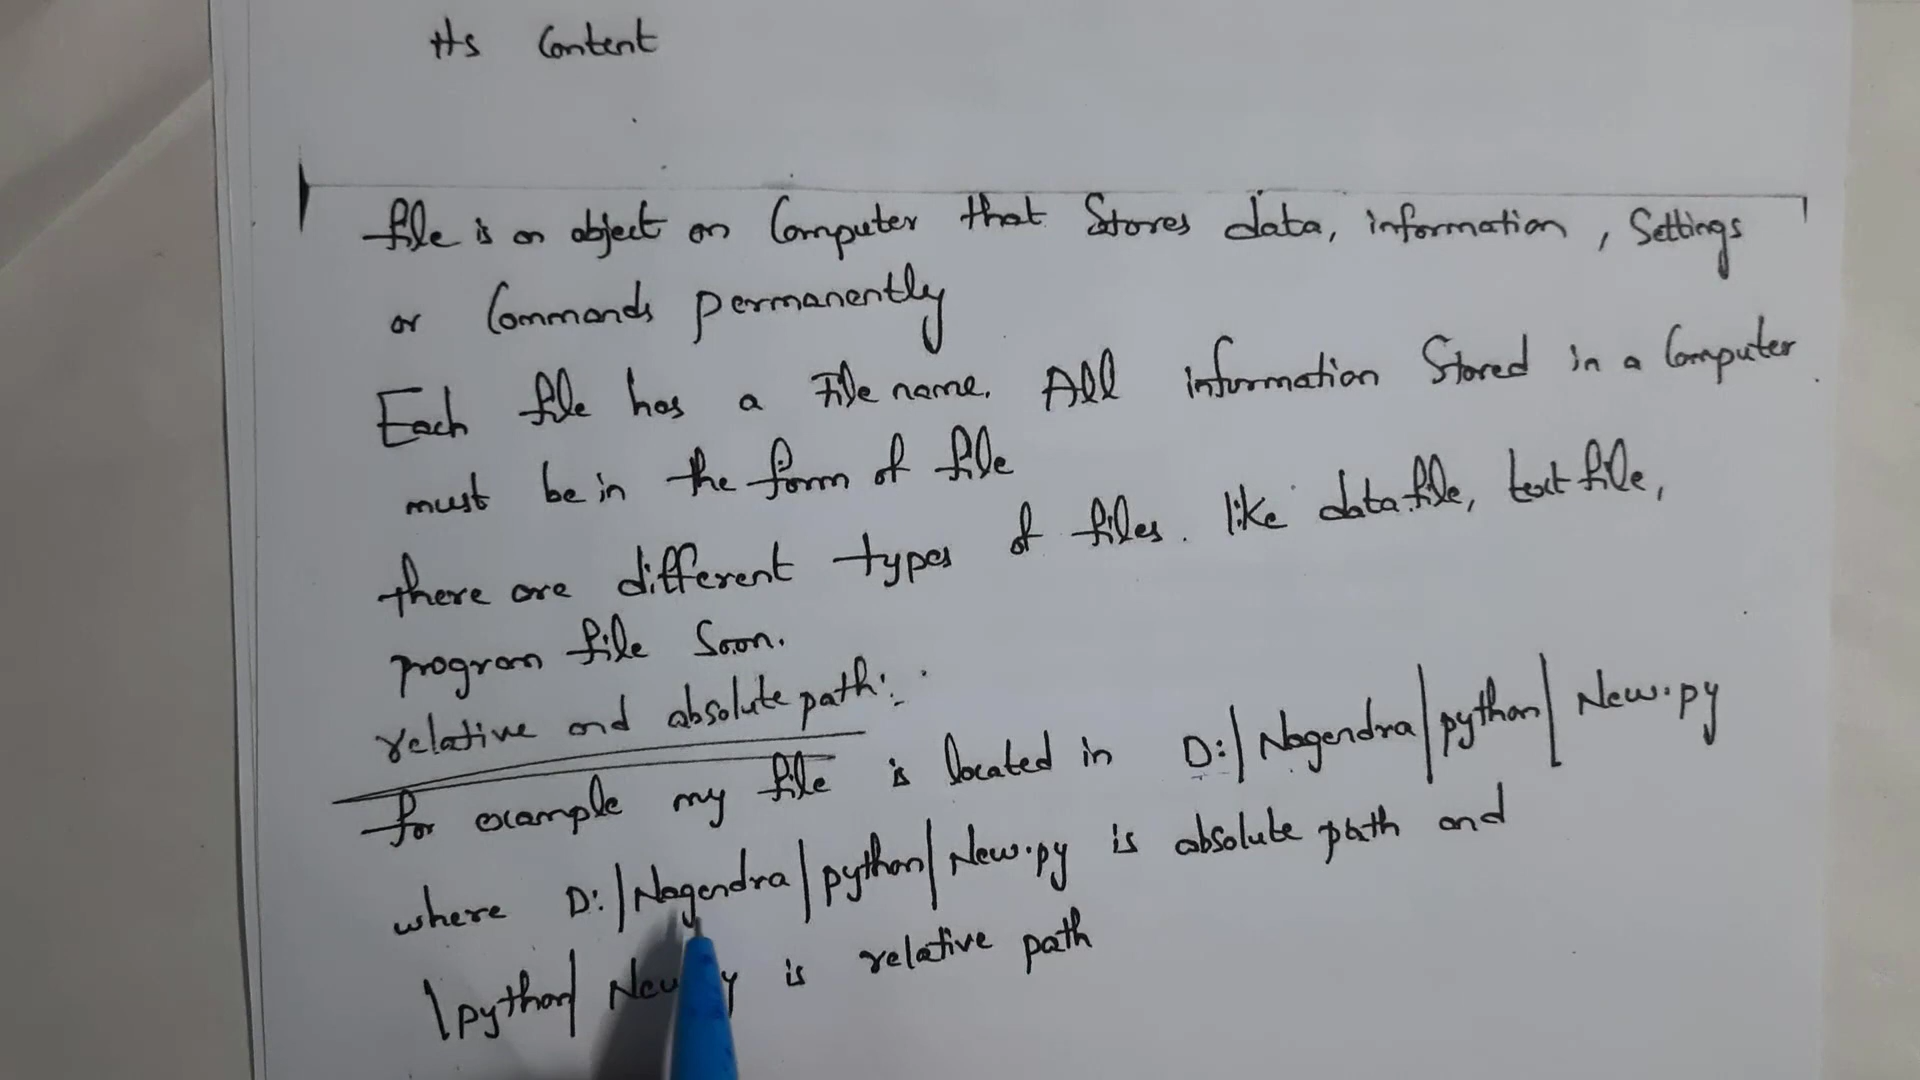 its Content
file is an object on Computer that Stores data, information, Settings
or Commands permanently
Each file has a File name. All information Stored in a Computer
must be in the form of file
there are different types of files. like data file, text file,
program file Soon.
relative and absolute path:-
for example my file is located in D:/Nagendra/python/New.py
where D:/Nagendra/python/New.py is absolute path and
\python/ is relative path